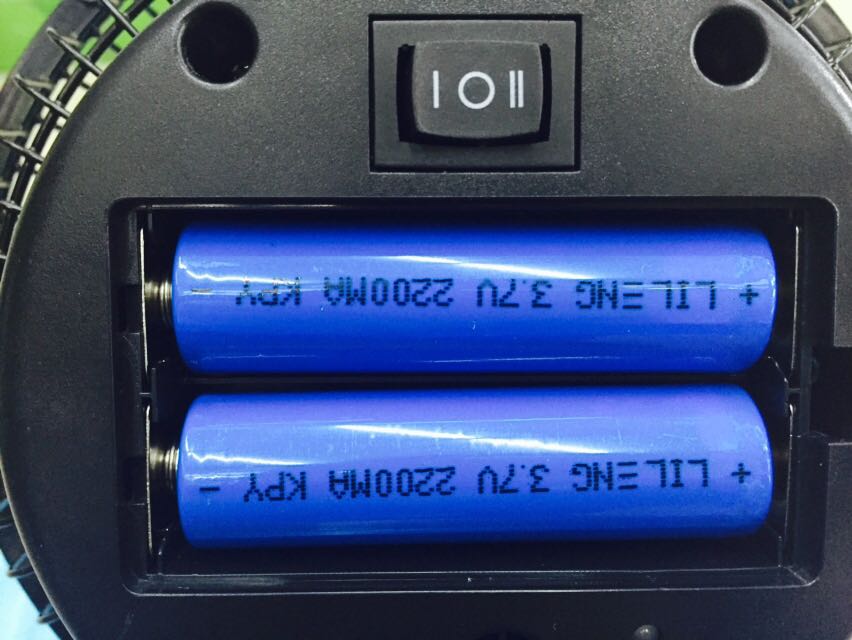 I O II
+ LILENG 3.7V 2200MA KPY -
+ LILENG 3.7V 2200MA KPY -